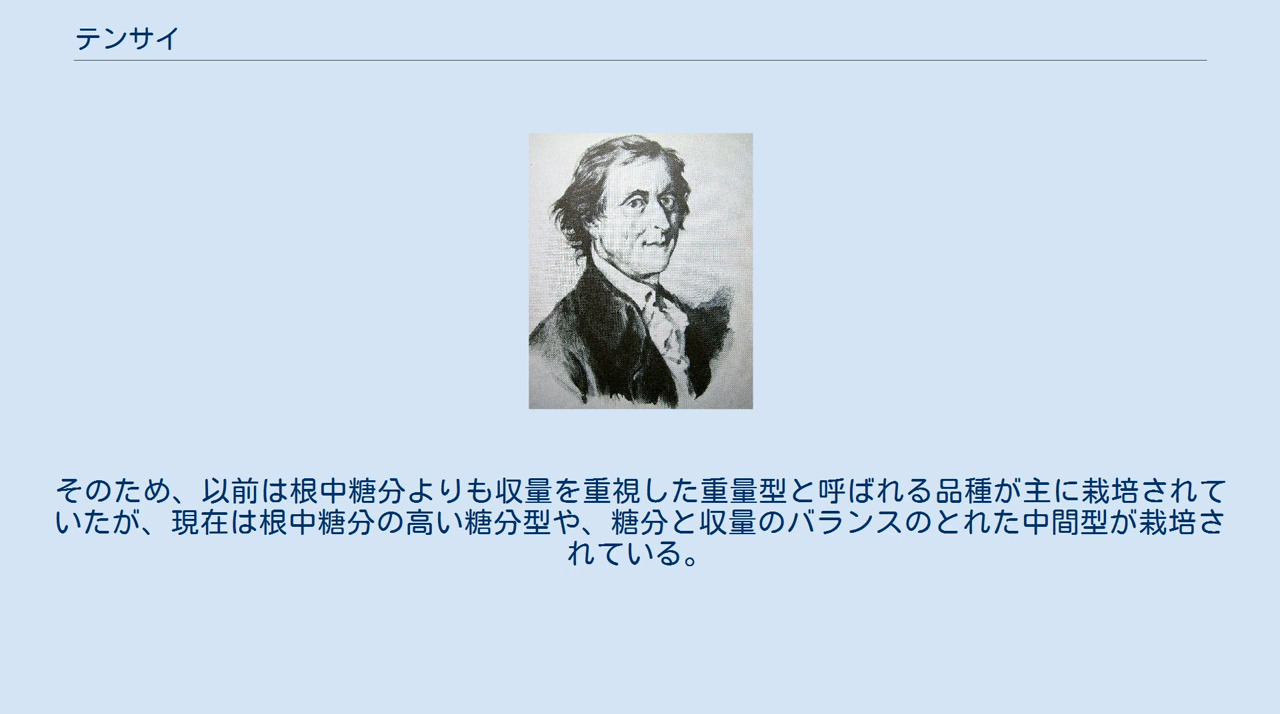 テンサイ
そのため、以前は根中糖分よりも収量を重視した重量型と呼ばれる品種が主に栽培されて
いたが、現在は根中糖分の高い糖分型や、糖分と収量のバランスのとれた中間型が栽培さ
れている。